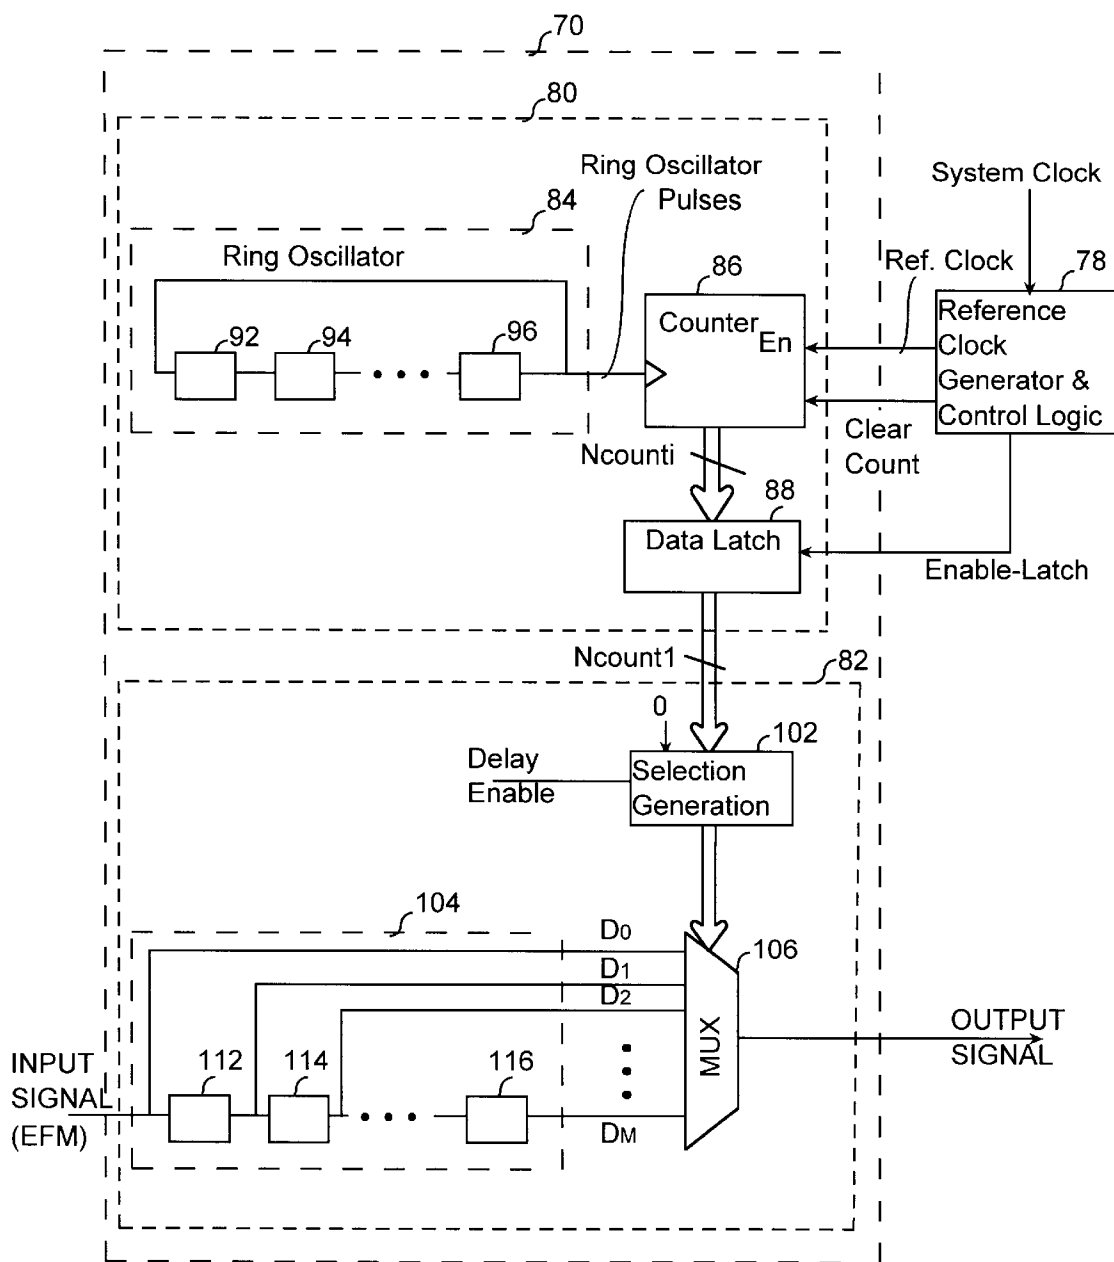 70
80
Ring Oscillator
Pulses
System Clock
84
Ring Oscillator
86
Ref. Clock
78
Counter
En
Reference
Clock
Generator &
Control Logic
92
94
96
Clear
Count
Ncounti
88
Data Latch
Enable-Latch
Ncount1
82
0
102
Delay
Enable
Selection
Generation
104
D0
D1
D2
106
MUX
OUTPUT
SIGNAL
INPUT
SIGNAL
(EFM)
112
114
116
DM